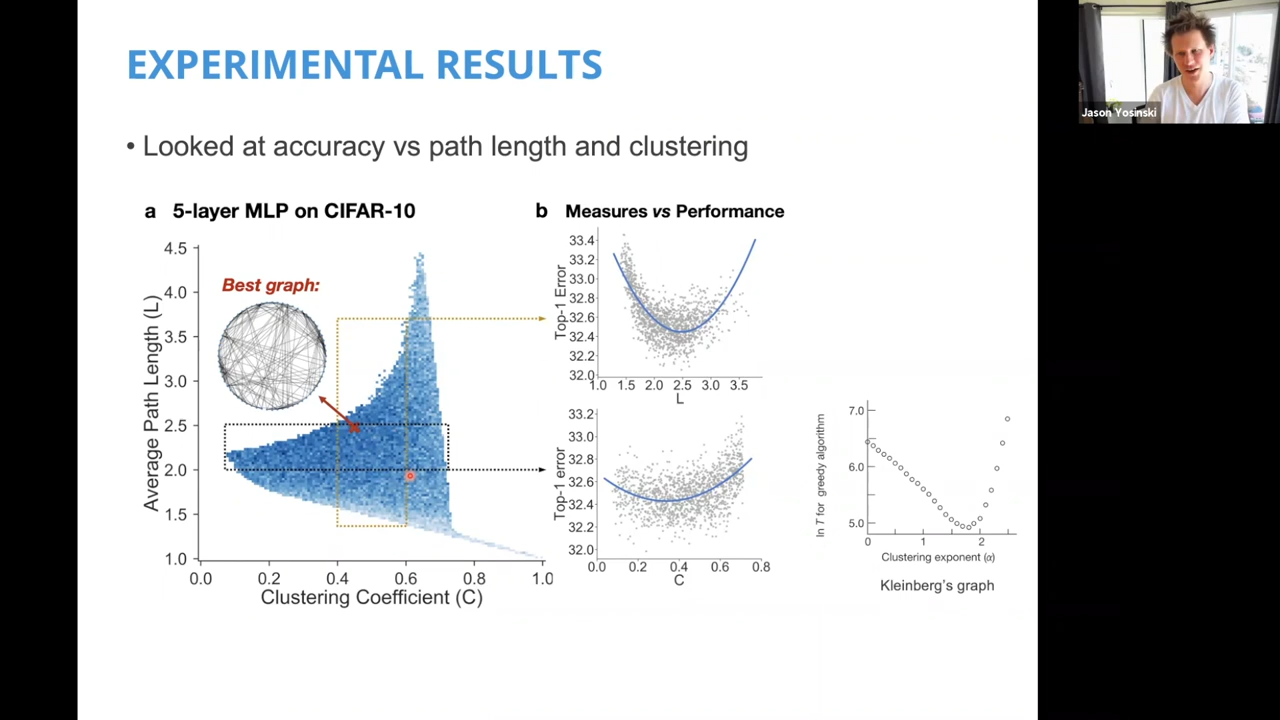 EXPERIMENTAL RESULTS
Jason Yosinski
• Looked at accuracy vs path length and clustering
a 5-layer MLP on CIFAR-10
b Measures vs Performance
Average Path Length (L)
4.5
4.0
3.5
3.0
2.5
2.0
1.5
1.0
Best graph:
0.0 0.2 0.4 0.6 0.8 1.0
Clustering Coefficient (C)
Top-1 Error
33.4
33.2
33.0
32.8
32.6
32.4
32.2
32.0
1.0 1.5 2.0 2.5 3.0 3.5
L
Top-1 error
33.2
33.0
32.8
32.6
32.4
32.2
32.0
0.0 0.2 0.4 0.6 0.8
C
ln T for greedy algorithm
7.0
6.0
5.0
0 1 2
Clustering exponent (α)
Kleinberg's graph